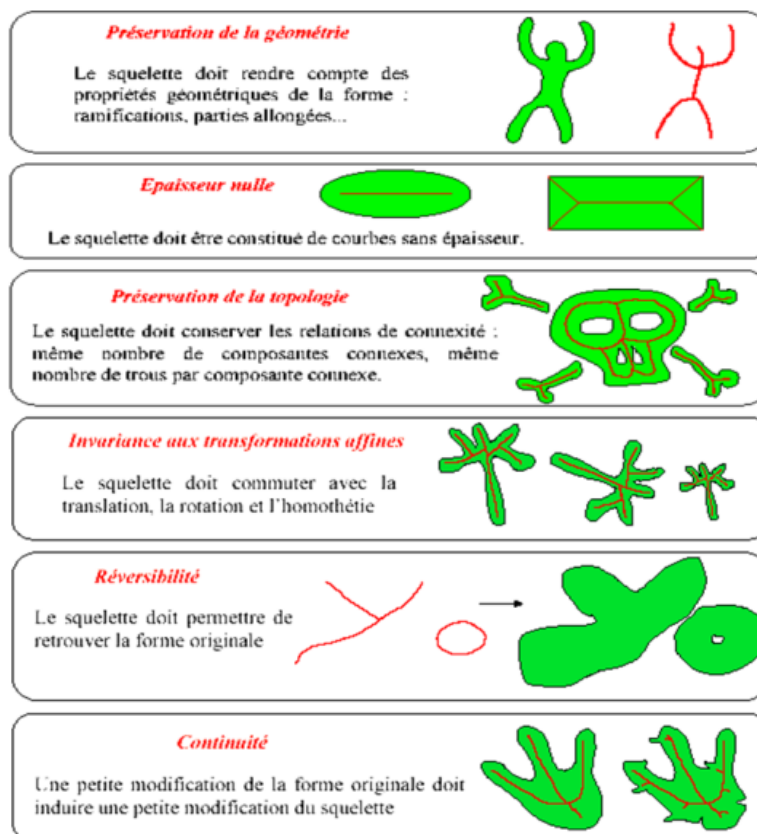 Préservation de la géométrie
Le squelette doit rendre compte des
propriétés géométriques de la forme :
ramifications, parties allongées...
Epaisseur nulle
Le squelette doit être constitué de courbes sans épaisseur.
Préservation de la topologie
Le squelette doit conserver les relations de connexité :
même nombre de composantes connexes, même
nombre de trous par composante connexe.
Invariance aux transformations affines
Le squelette doit commuter avec la
translation, la rotation et l'homothétie
Réversibilité
Le squelette doit permettre de
retrouver la forme originale
Continuité
Une petite modification de la forme originale doit
induire une petite modification du squelette